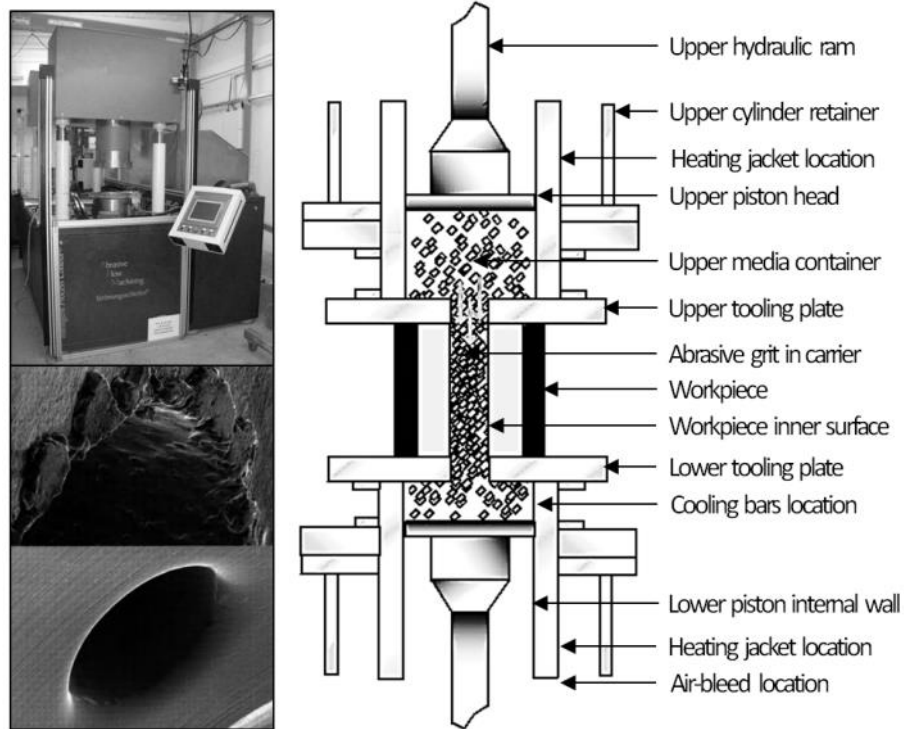 Upper hydraulic ram
Upper cylinder retainer
Heating jacket location
Upper piston head
Upper media container
Upper tooling plate
Abrasive grit in carrier
Workpiece
Workpiece inner surface
Lower tooling plate
Cooling bars location
Lower piston internal wall
Heating jacket location
Air-bleed location